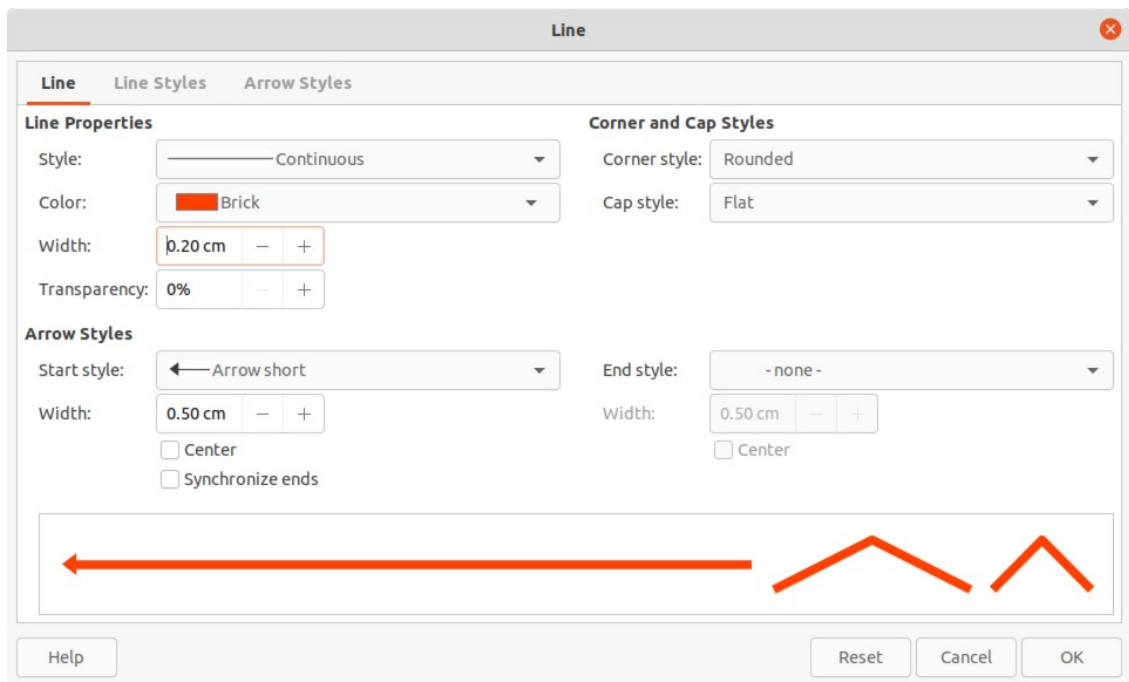 Line
Line Line Styles Arrow Styles
Line Properties
Style: Continuous
Color: Brick
Width: 0.20 cm − +
Transparency: 0% − +
Corner and Cap Styles
Corner style: Rounded
Cap style: Flat
Arrow Styles
Start style: Arrow short
Width: 0.50 cm − +
Center
Synchronize ends
End style: - none -
Width: 0.50 cm − +
Center
Help Reset Cancel OK